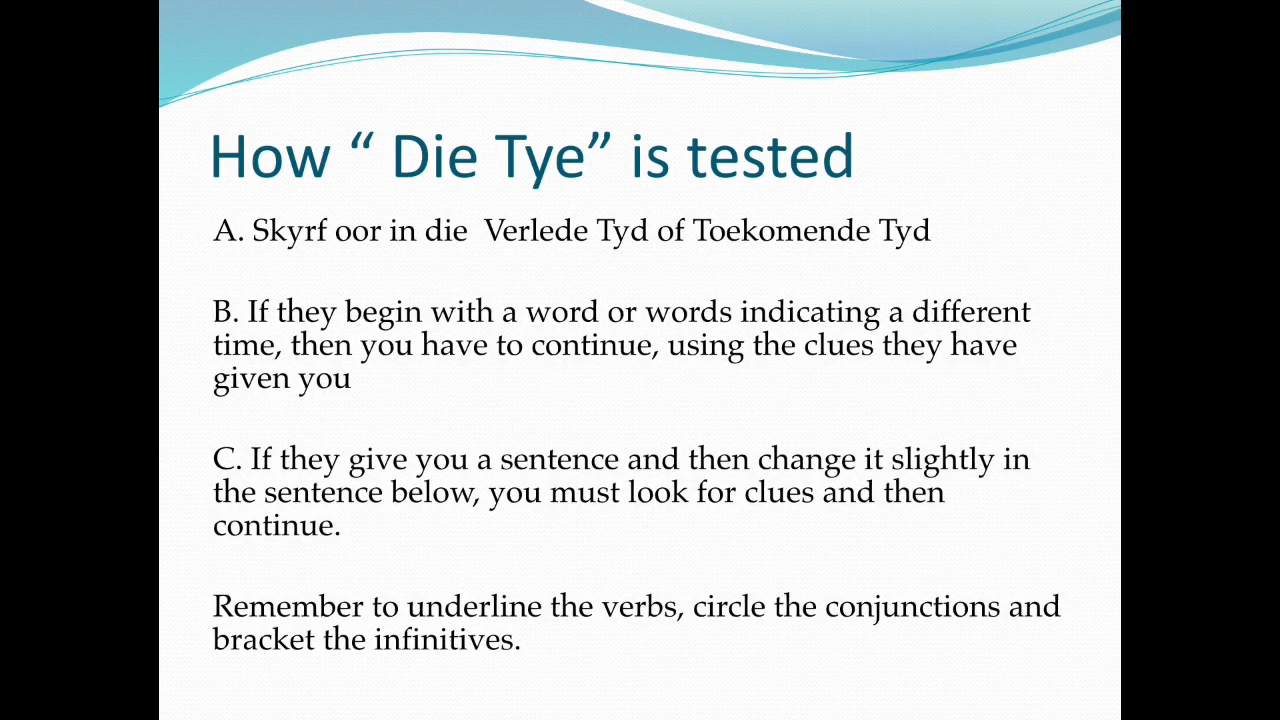 How “ Die Tye” is tested
A. Skyrf oor in die  Verlede Tyd of Toekomende Tyd
B. If they begin with a word or words indicating a different
time, then you have to continue, using the clues they have
given you
C. If they give you a sentence and then change it slightly in
the sentence below, you must look for clues and then
continue.
Remember to underline the verbs, circle the conjunctions and
bracket the infinitives.